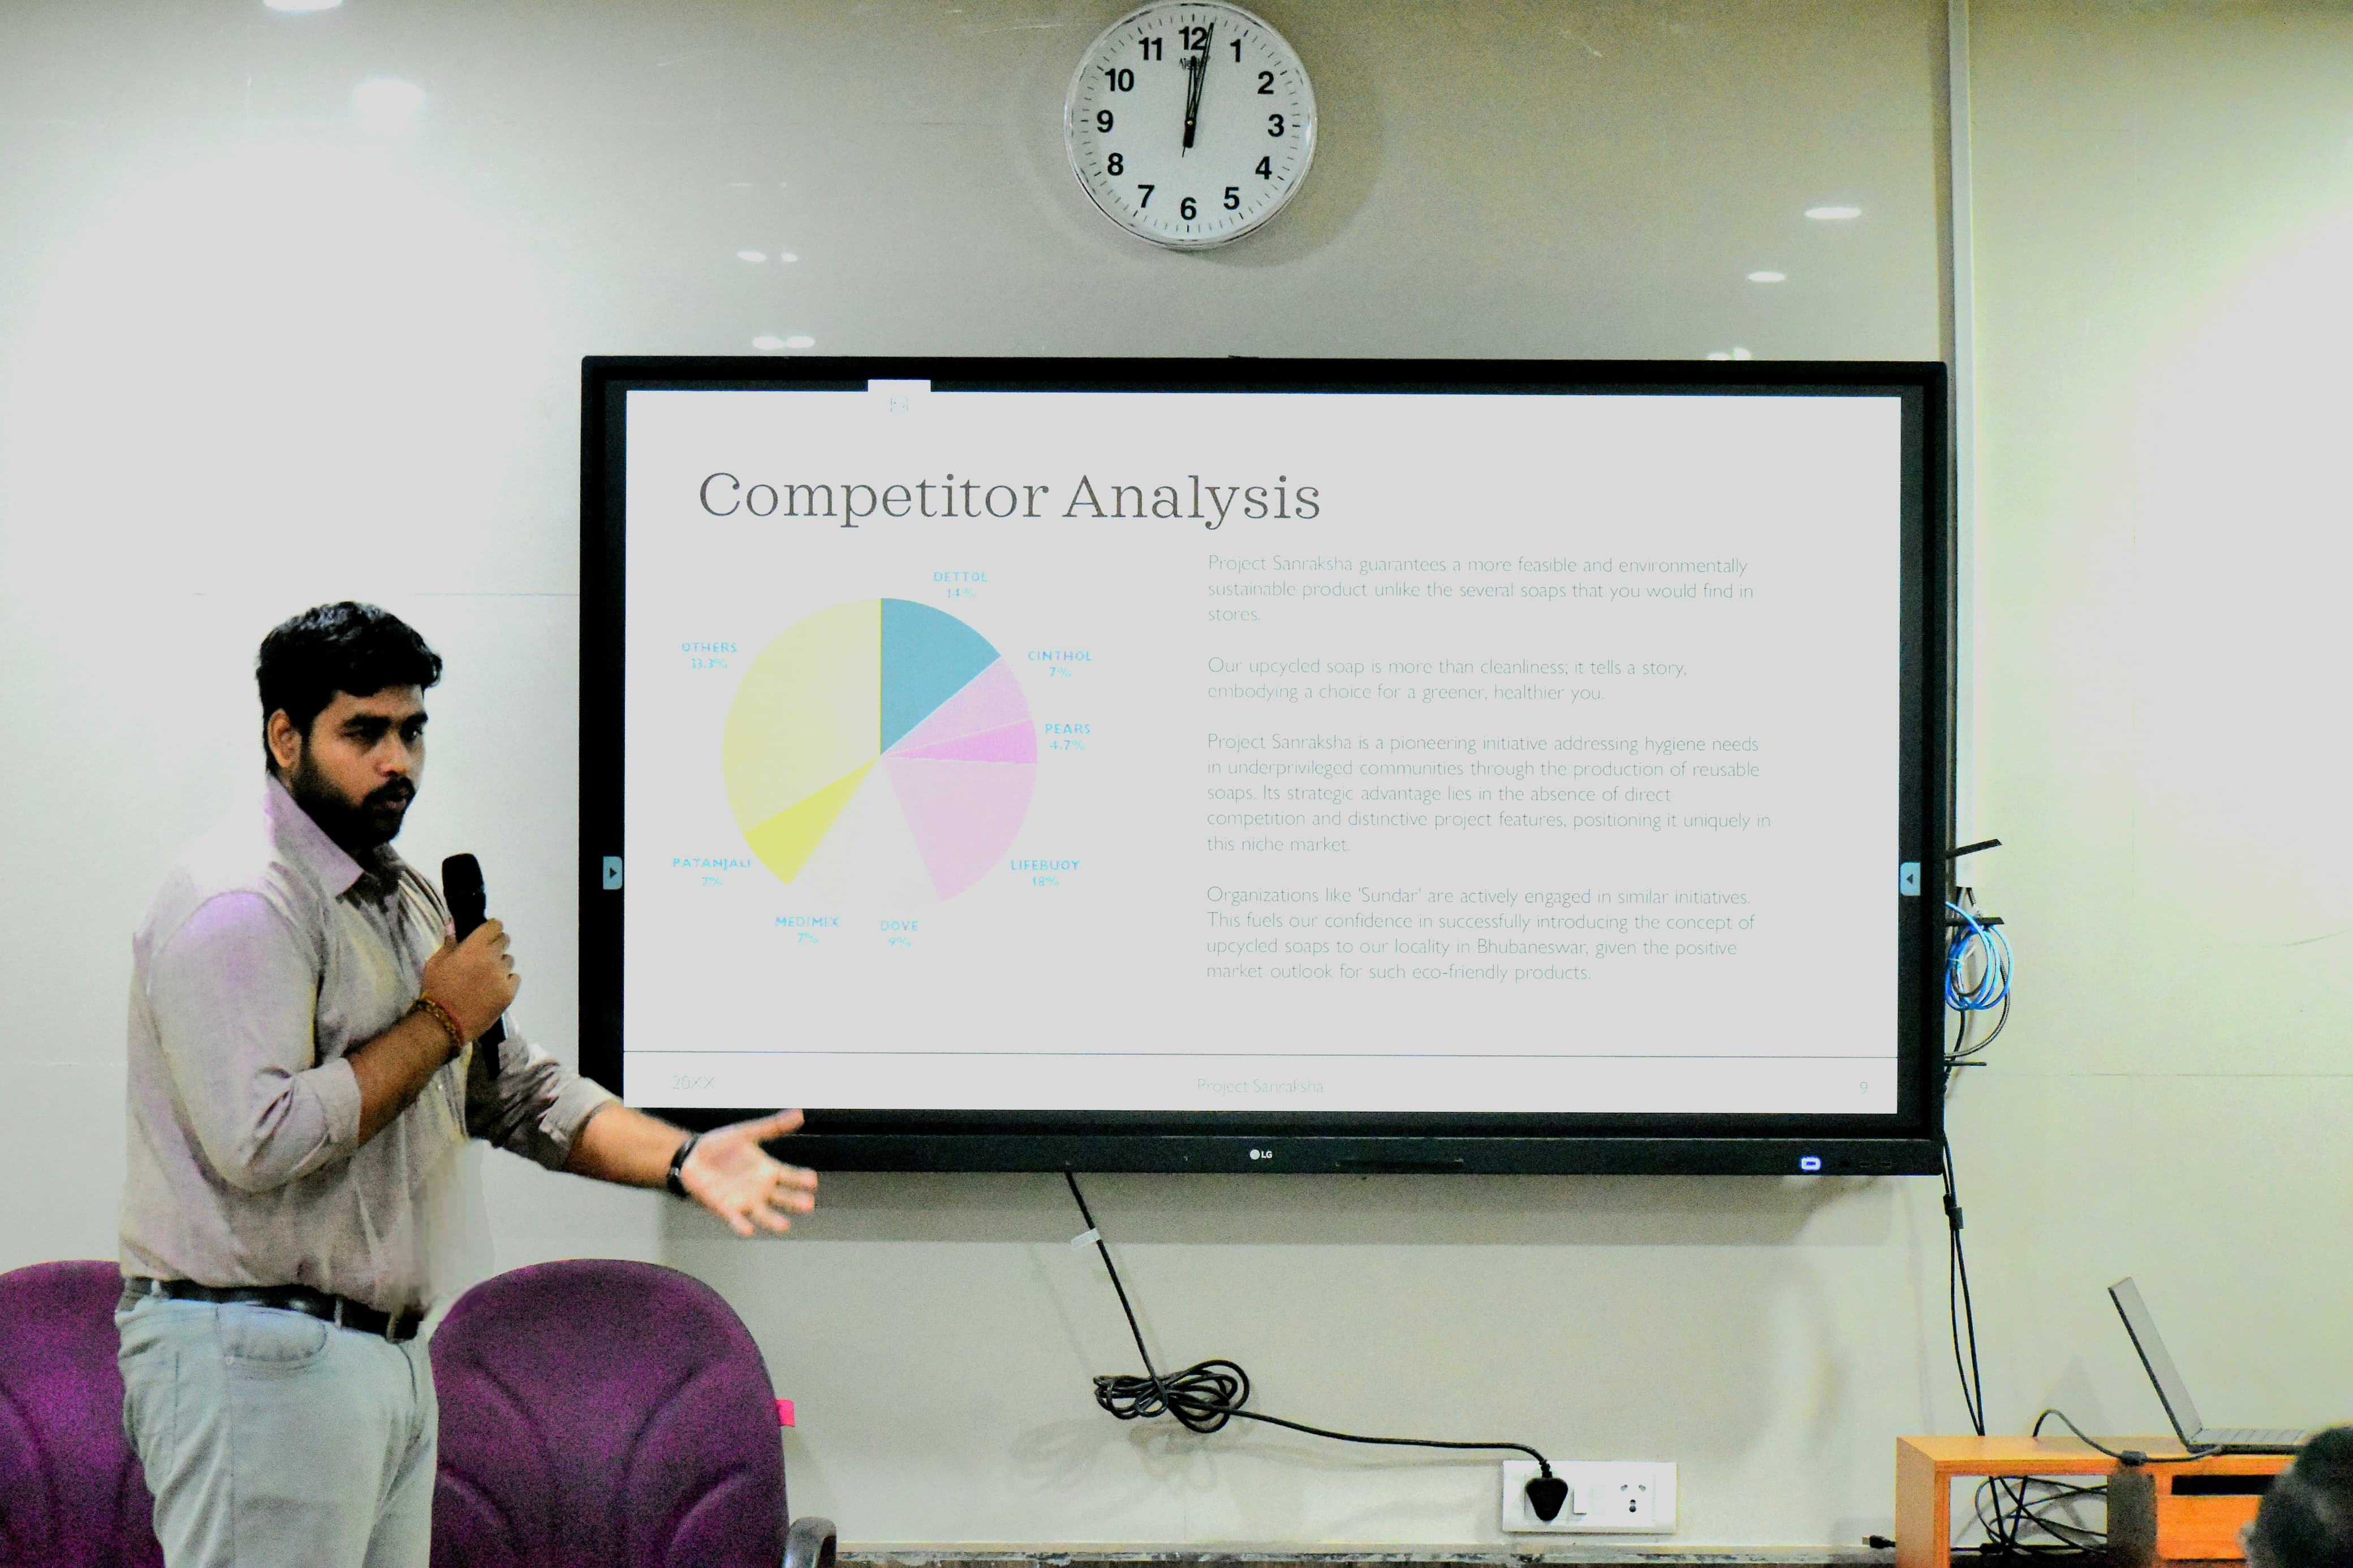 12
1
2
3
4
5
6
7
8
9
10
11
Competitor Analysis
DETTOL
14%
CINTHOL
7%
PEARS
4.7%
LIFEBUOY
18%
DOVE
9%
MEDIMIX
7%
PATANJALI
7%
OTHERS
33.3%
Project Sanraksha guarantees a more feasible and environmentally
sustainable product unlike the several soaps that you would find in
stores.
Our upcycled soap is more than cleanliness; it tells a story,
embodying a choice for a greener, healthier you.
Project Sanraksha is a pioneering initiative addressing hygiene needs
in underprivileged communities through the production of reusable
soaps. Its strategic advantage lies in the absence of direct
competition and distinctive project features, positioning it uniquely in
this niche market.
Organizations like 'Sundar' are actively engaged in similar initiatives.
This fuels our confidence in successfully introducing the concept of
upcycled soaps to our locality in Bhubaneswar, given the positive
market outlook for such eco-friendly products.
20XX
Project Sanraksha
9
LG